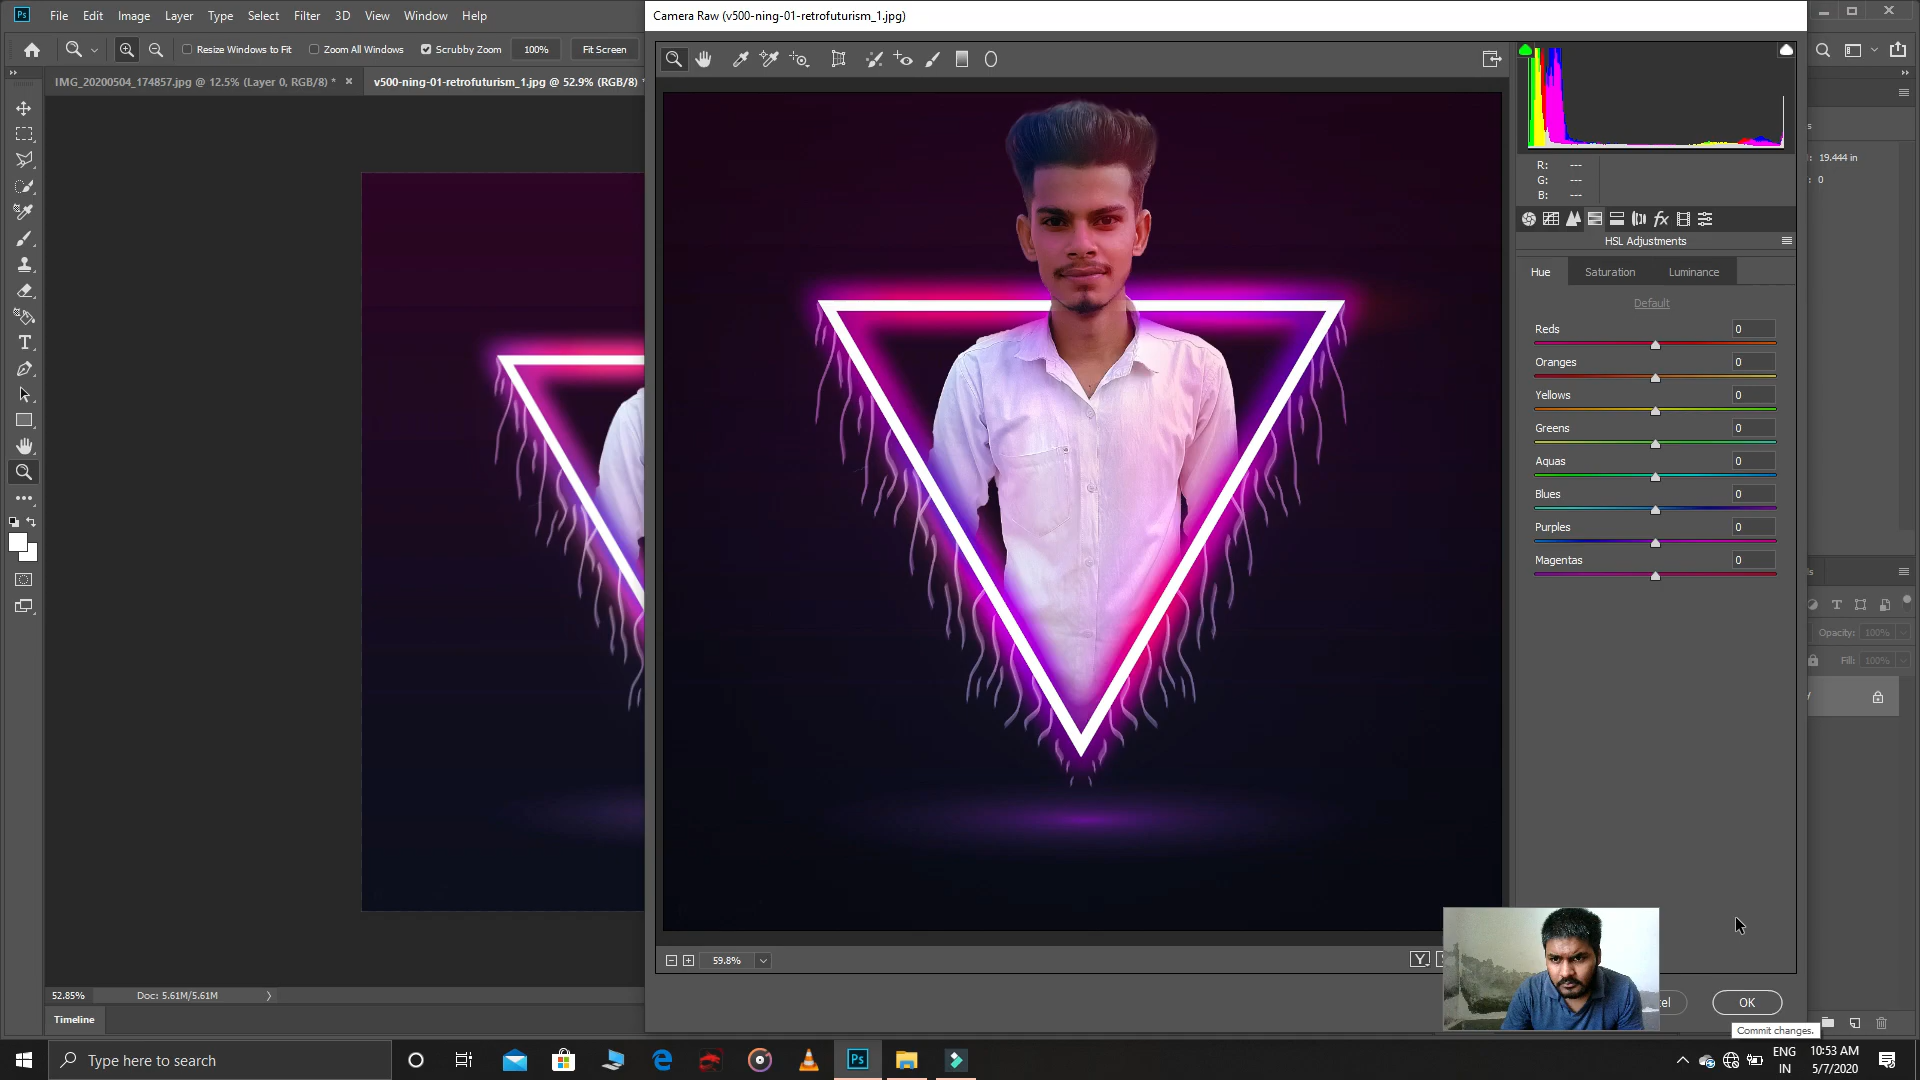 Ps File Edit Image Layer Type Select Filter 3D View Window Help
Camera Raw (v500-ning-01-retrofuturism_1.jpg)
Resize Windows to Fit Zoom All Windows Scrubby Zoom 100% Fit Screen
IMG_20200504_174857.jpg @ 12.5% (Layer 0, RGB/8) * × v500-ning-01-retrofuturism_1.jpg @ 52.9% (RGB/8)
19.444 in
: 0
R: ---
G: ---
B: ---
fx
HSL Adjustments
Hue Saturation Luminance
Default
Reds 0
Oranges 0
Yellows 0
Greens 0
Aquas 0
Blues 0
Purples 0
Magentas 0
Opacity: 100%
Fill: 100%
59.8%
Y
52.85% Doc: 5.61M/5.61M
OK
Commit changes.
Timeline
Type here to search
Ps
ENG
IN
10:53 AM
5/7/2020